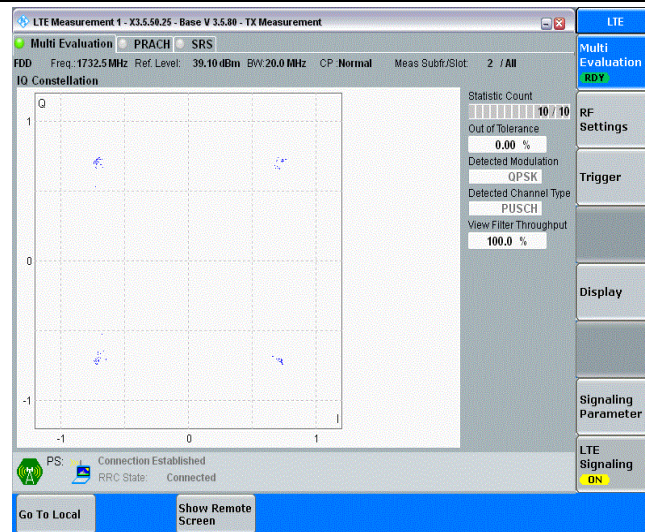 LTE Measurement 1 - X3.5.50.25 - Base V 3.5.80 - TX Measurement
LTE
Multi Evaluation PRACH SRS
Multi
Evaluation
RDY
FDD Freq.:1732.5 MHz Ref. Level: 39.10 dBm BW:20.0 MHz CP :Normal Meas Subfr/Slot: 2 / All
IQ Constellation
Q
1
0
-1
I
-1 0 1
Statistic Count
10 / 10
Out of Tolerance
0.00 %
Detected Modulation
QPSK
Detected Channel Type
PUSCH
View Filter Throughput
100.0 %
RF
Settings
Trigger
Display
Signaling
Parameter
LTE
Signaling
ON
PS: Connection Established
RRC State: Connected
Go To Local
Show Remote
Screen